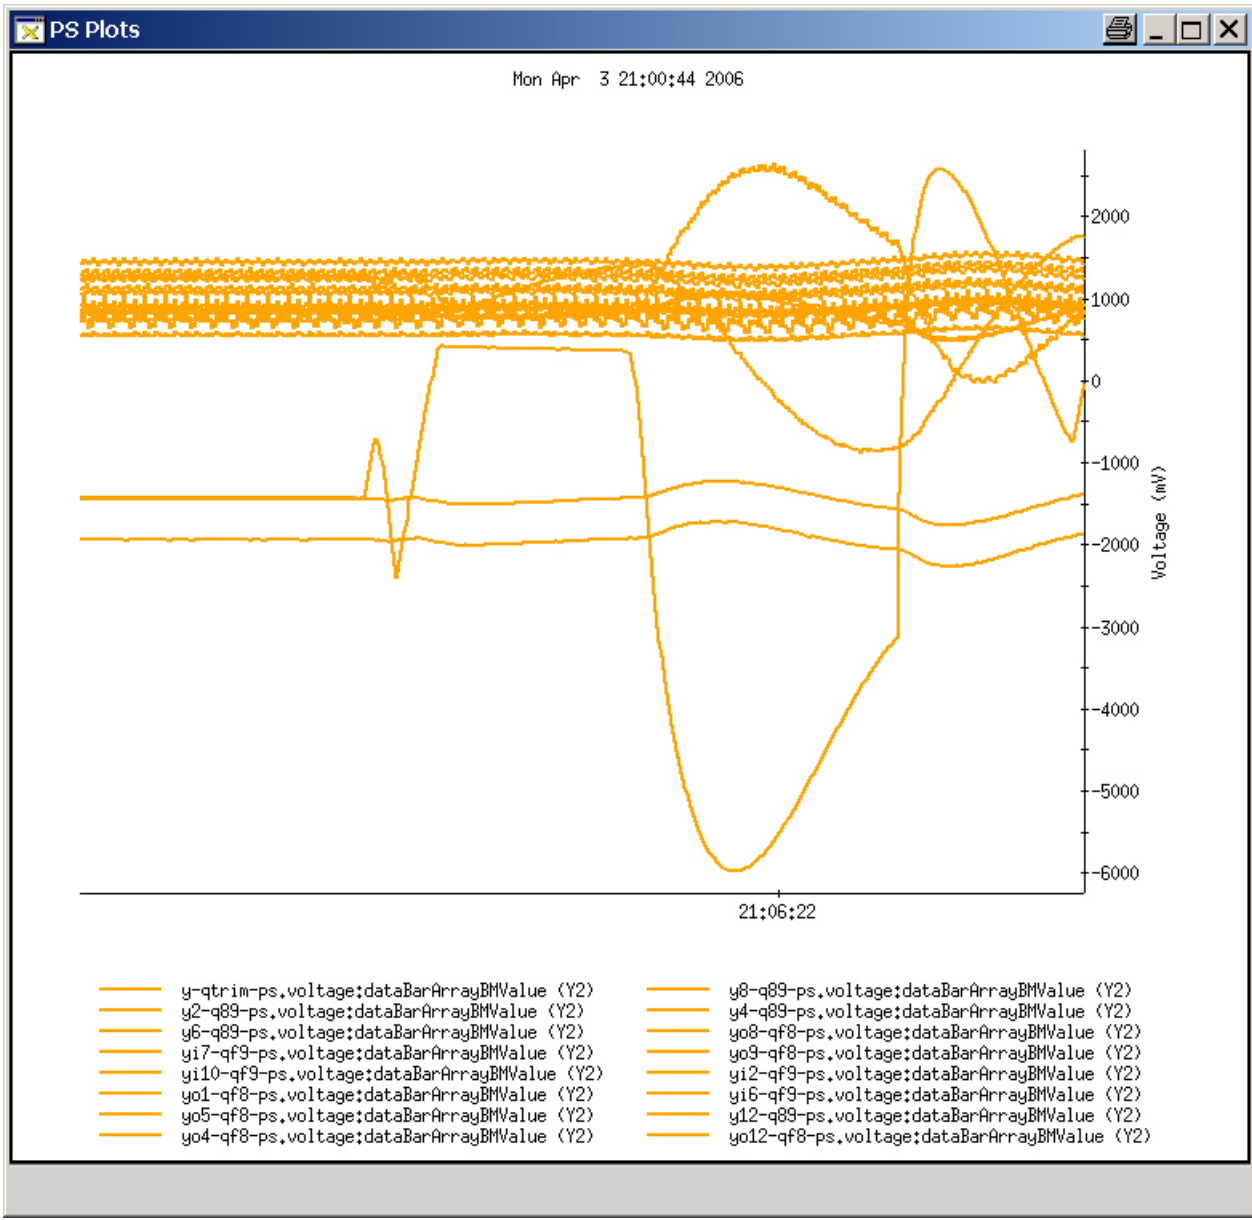 PS Plots
Mon Apr  3 21:00:44 2006
2000
1000
0
-1000
-2000
-3000
-4000
-5000
-6000
Voltage (mV)
21:06:22
y-qtrim-ps.voltage:dataBarArrayBMValue (Y2)
y8-q89-ps.voltage:dataBarArrayBMValue (Y2)
y2-q89-ps.voltage:dataBarArrayBMValue (Y2)
y4-q89-ps.voltage:dataBarArrayBMValue (Y2)
y6-q89-ps.voltage:dataBarArrayBMValue (Y2)
yo8-qf8-ps.voltage:dataBarArrayBMValue (Y2)
yi7-qf9-ps.voltage:dataBarArrayBMValue (Y2)
yo9-qf8-ps.voltage:dataBarArrayBMValue (Y2)
yi10-qf9-ps.voltage:dataBarArrayBMValue (Y2)
yi2-qf9-ps.voltage:dataBarArrayBMValue (Y2)
yo1-qf8-ps.voltage:dataBarArrayBMValue (Y2)
yi6-qf9-ps.voltage:dataBarArrayBMValue (Y2)
yo5-qf8-ps.voltage:dataBarArrayBMValue (Y2)
y12-q89-ps.voltage:dataBarArrayBMValue (Y2)
yo4-qf8-ps.voltage:dataBarArrayBMValue (Y2)
yo12-qf8-ps.voltage:dataBarArrayBMValue (Y2)